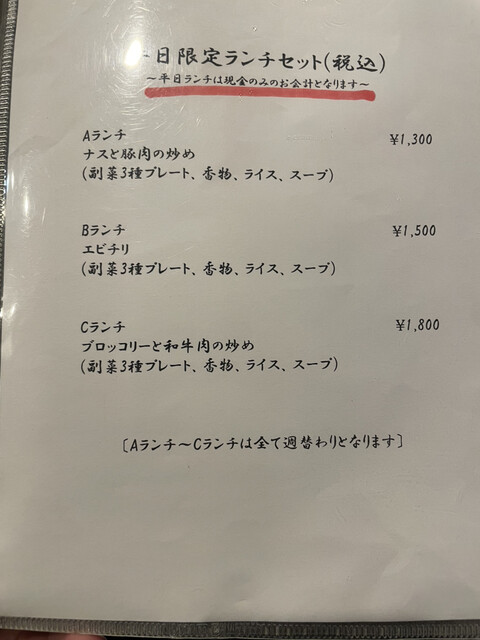 平日限定ランチセット(税込)
〜平日ランチは現金のみのお会計となります〜
Aランチ ¥1,300
ナスと豚肉の炒め
(副菜3種プレート、香物、ライス、スープ)
Bランチ ¥1,500
エビチリ
(副菜3種プレート、香物、ライス、スープ)
Cランチ ¥1,800
ブロッコリーと和牛肉の炒め
(副菜3種プレート、香物、ライス、スープ)
〔Aランチ〜Cランチは全て週替わりとなります〕